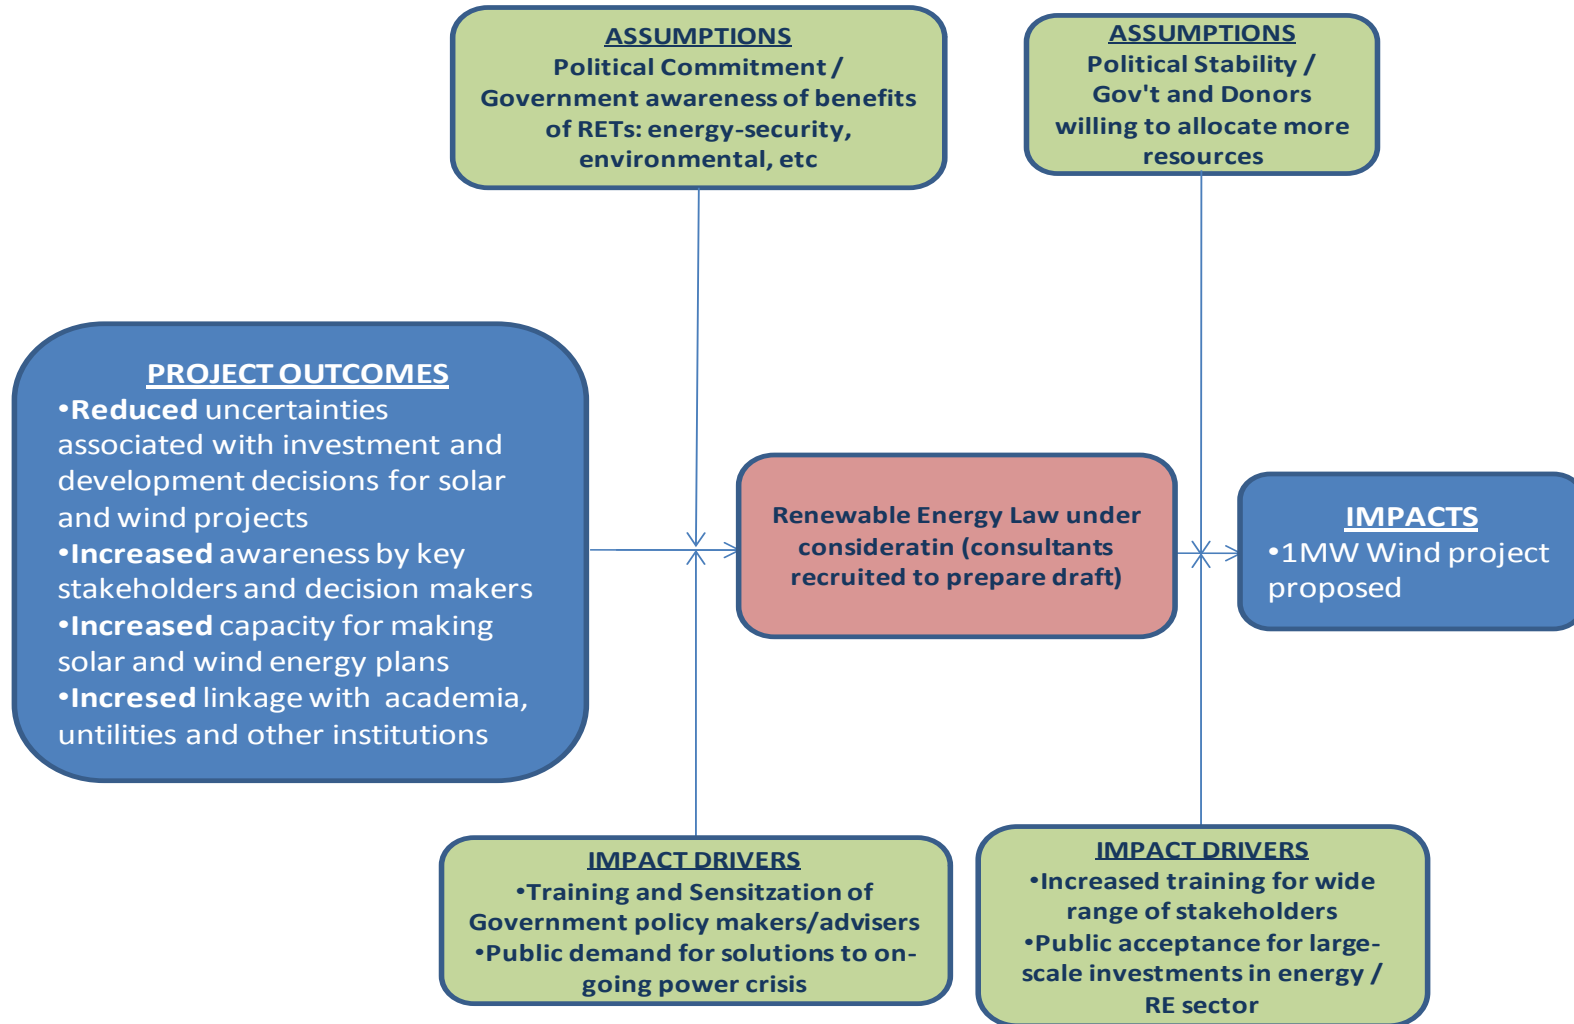 ASSUMPTIONS
Political Commitment /
Government awareness of benefits
of RETs: energy-security,
environmental, etc
ASSUMPTIONS
Political Stability /
Gov't and Donors
willing to allocate more
resources
PROJECT OUTCOMES
•Reduced uncertainties
associated with investment and
development decisions for solar
and wind projects
•Increased awareness by key
stakeholders and decision makers
•Increased capacity for making
solar and wind energy plans
•Incresed linkage with academia,
untilities and other institutions
Renewable Energy Law under
consideratin (consultants
recruited to prepare draft)
IMPACTS
•1MW Wind project
proposed
IMPACT DRIVERS
•Training and Sensitzation of
Government policy makers/advisers
•Public demand for solutions to on-
going power crisis
IMPACT DRIVERS
•Increased training for wide
range of stakeholders
•Public acceptance for large-
scale investments in energy /
RE sector